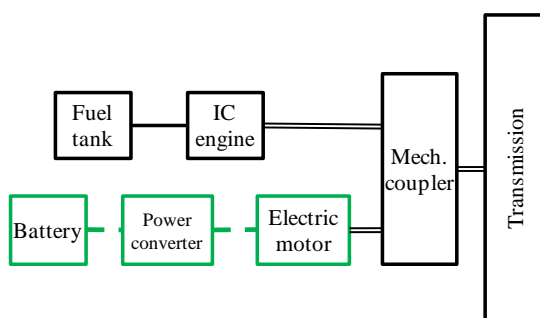 Fuel
tank
IC
engine
Mech.
coupler
Transmission
Battery
Power
converter
Electric
motor